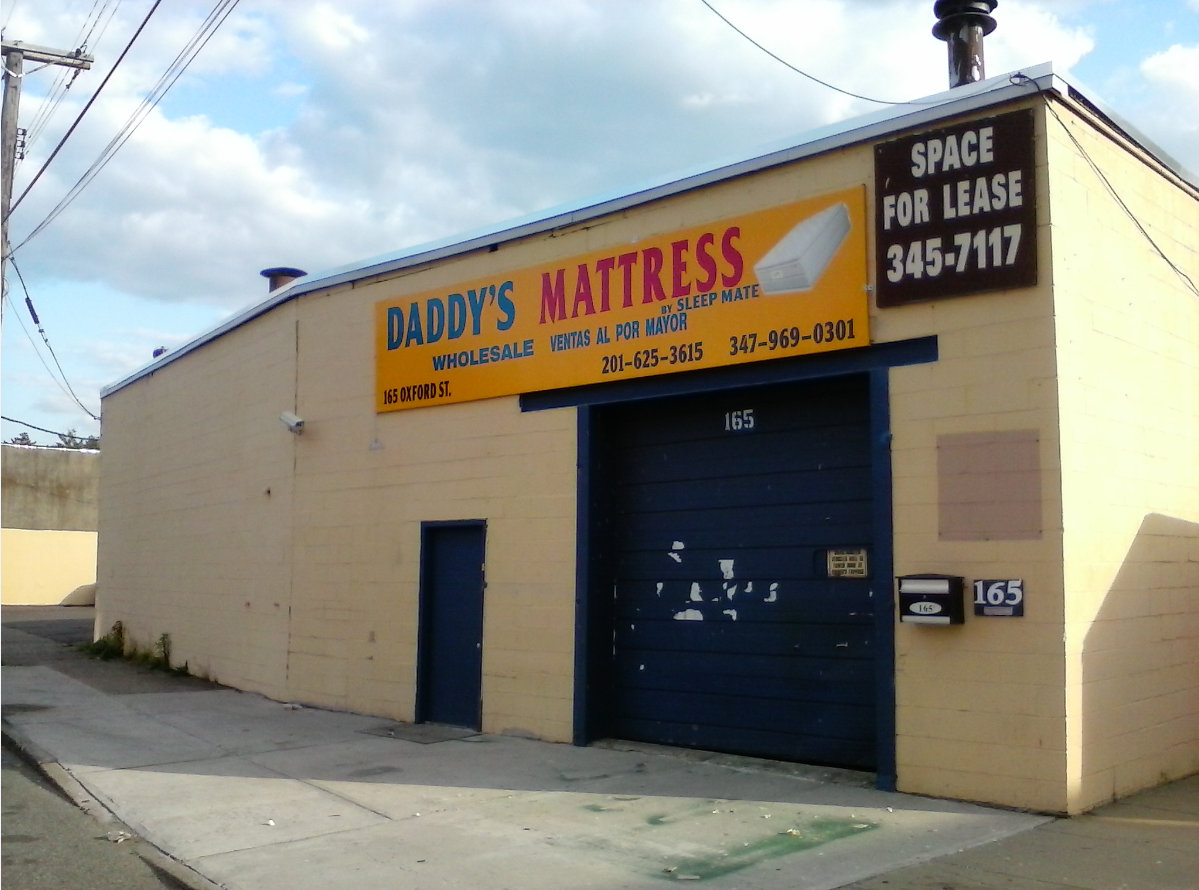 SPACE
FOR LEASE
345-7117
DADDY'S MATTRESS
BY SLEEP MATE
WHOLESALE VENTAS AL POR MAYOR
201-625-3615 347-969-0301
165 OXFORD ST.
165
165
165